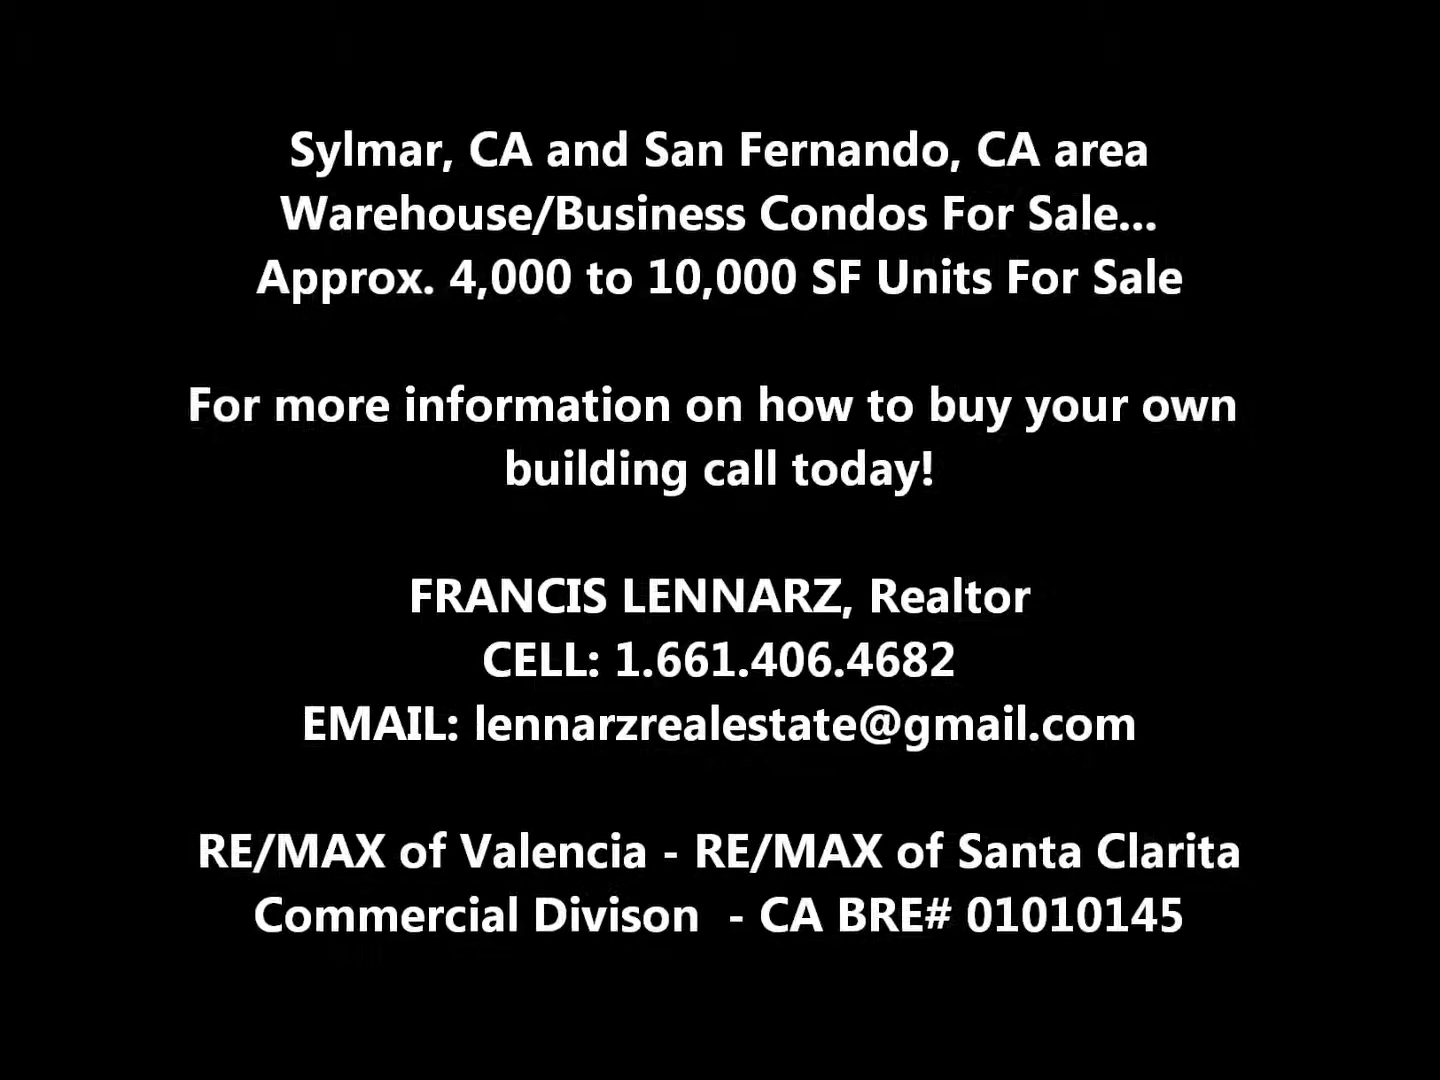 Sylmar, CA and San Fernando, CA area
Warehouse/Business Condos For Sale...
Approx. 4,000 to 10,000 SF Units For Sale
For more information on how to buy your own
building call today!
FRANCIS LENNARZ, Realtor
CELL: 1.661.406.4682
EMAIL: lennarzrealestate@gmail.com
RE/MAX of Valencia - RE/MAX of Santa Clarita
Commercial Divison  - CA BRE# 01010145